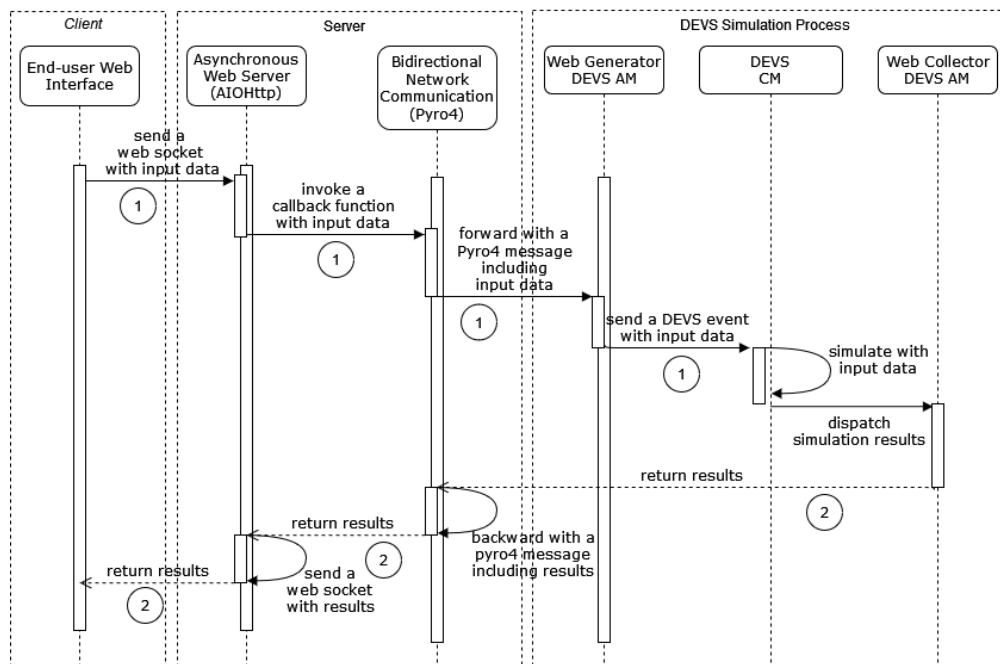 Client
Server
DEVS Simulation Process
End-user Web
Interface
Asynchronous
Web Server
(AIOHttp)
Bidirectional
Network
Communication
(Pyro4)
Web Generator
DEVS AM
DEVS
CM
Web Collector
DEVS AM
send a
web socket
with input data
1
invoke a
callback function
with input data
1
forward with a
Pyro4 message
including
input data
1
send a DEVS event
with input data
1
simulate with
input data
dispatch
simulation results
return results
2
return results
2
backward with a
pyro4 message
including results
return results
2
send a
web socket
with results